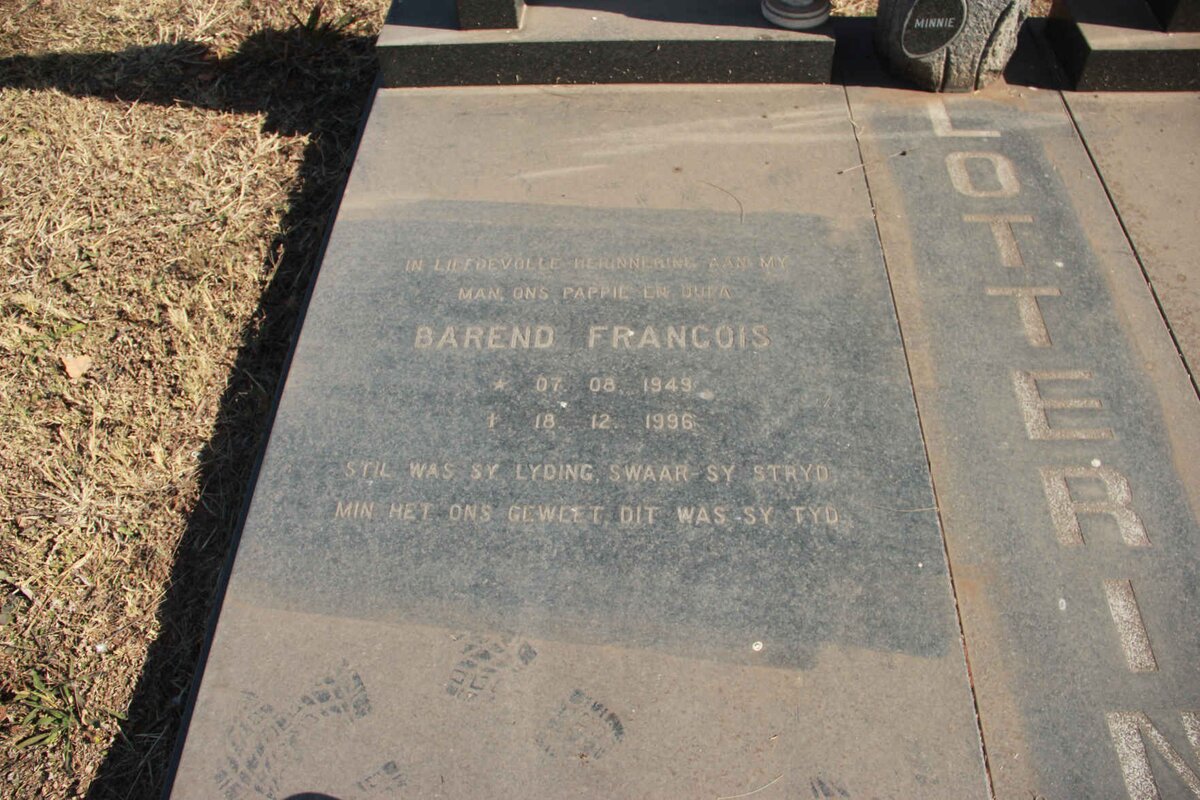 MINNIE
IN LIEFDEVOLLE HERINNERING AAN MY
MAN, ONS PAPPIE EN OUPA
BAREND FRANCOIS
* 07. 08. 1949
† 18. 12. 1996
STIL WAS SY LYDING, SWAAR SY STRYD.
MIN HET ONS GEWEET, DIT WAS SY TYD.
LOTTERIN